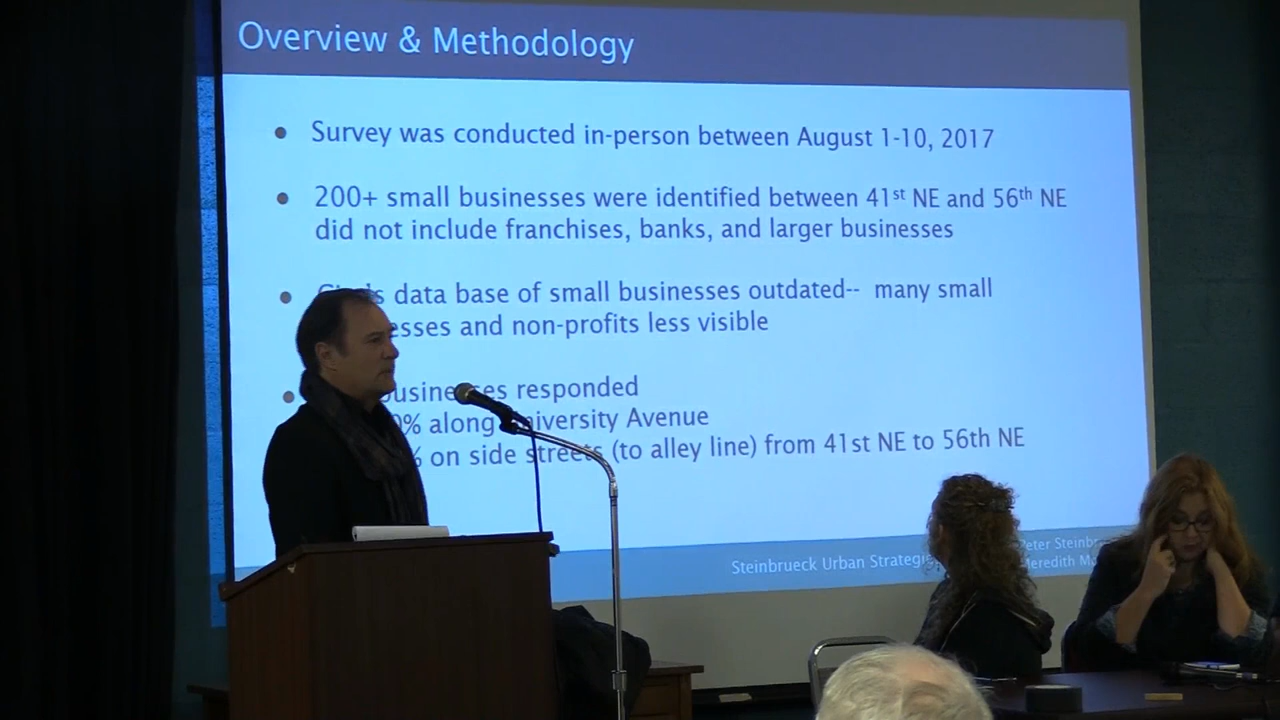 Overview & Methodology
• Survey was conducted in-person between August 1-10, 2017
• 200+ small businesses were identified between 41st NE and 56th NE
did not include franchises, banks, and larger businesses
• data base of small businesses outdated-- many small
esses and non-profits less visible
• responded
along University Avenue
% on side streets (to alley line) from 41st NE to 56th NE
Steinbrueck Urban Strategi
Peter Steinbr
Meredith M